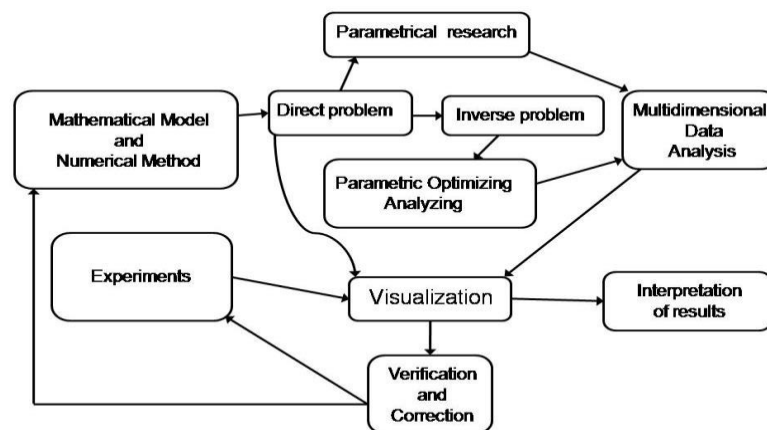 Parametrical research
Mathematical Model
and
Numerical Method
Direct problem
Inverse problem
Multidimensional
Data
Analysis
Parametric Optimizing
Analyzing
Experiments
Visualization
Interpretation
of results
Verification
and
Correction